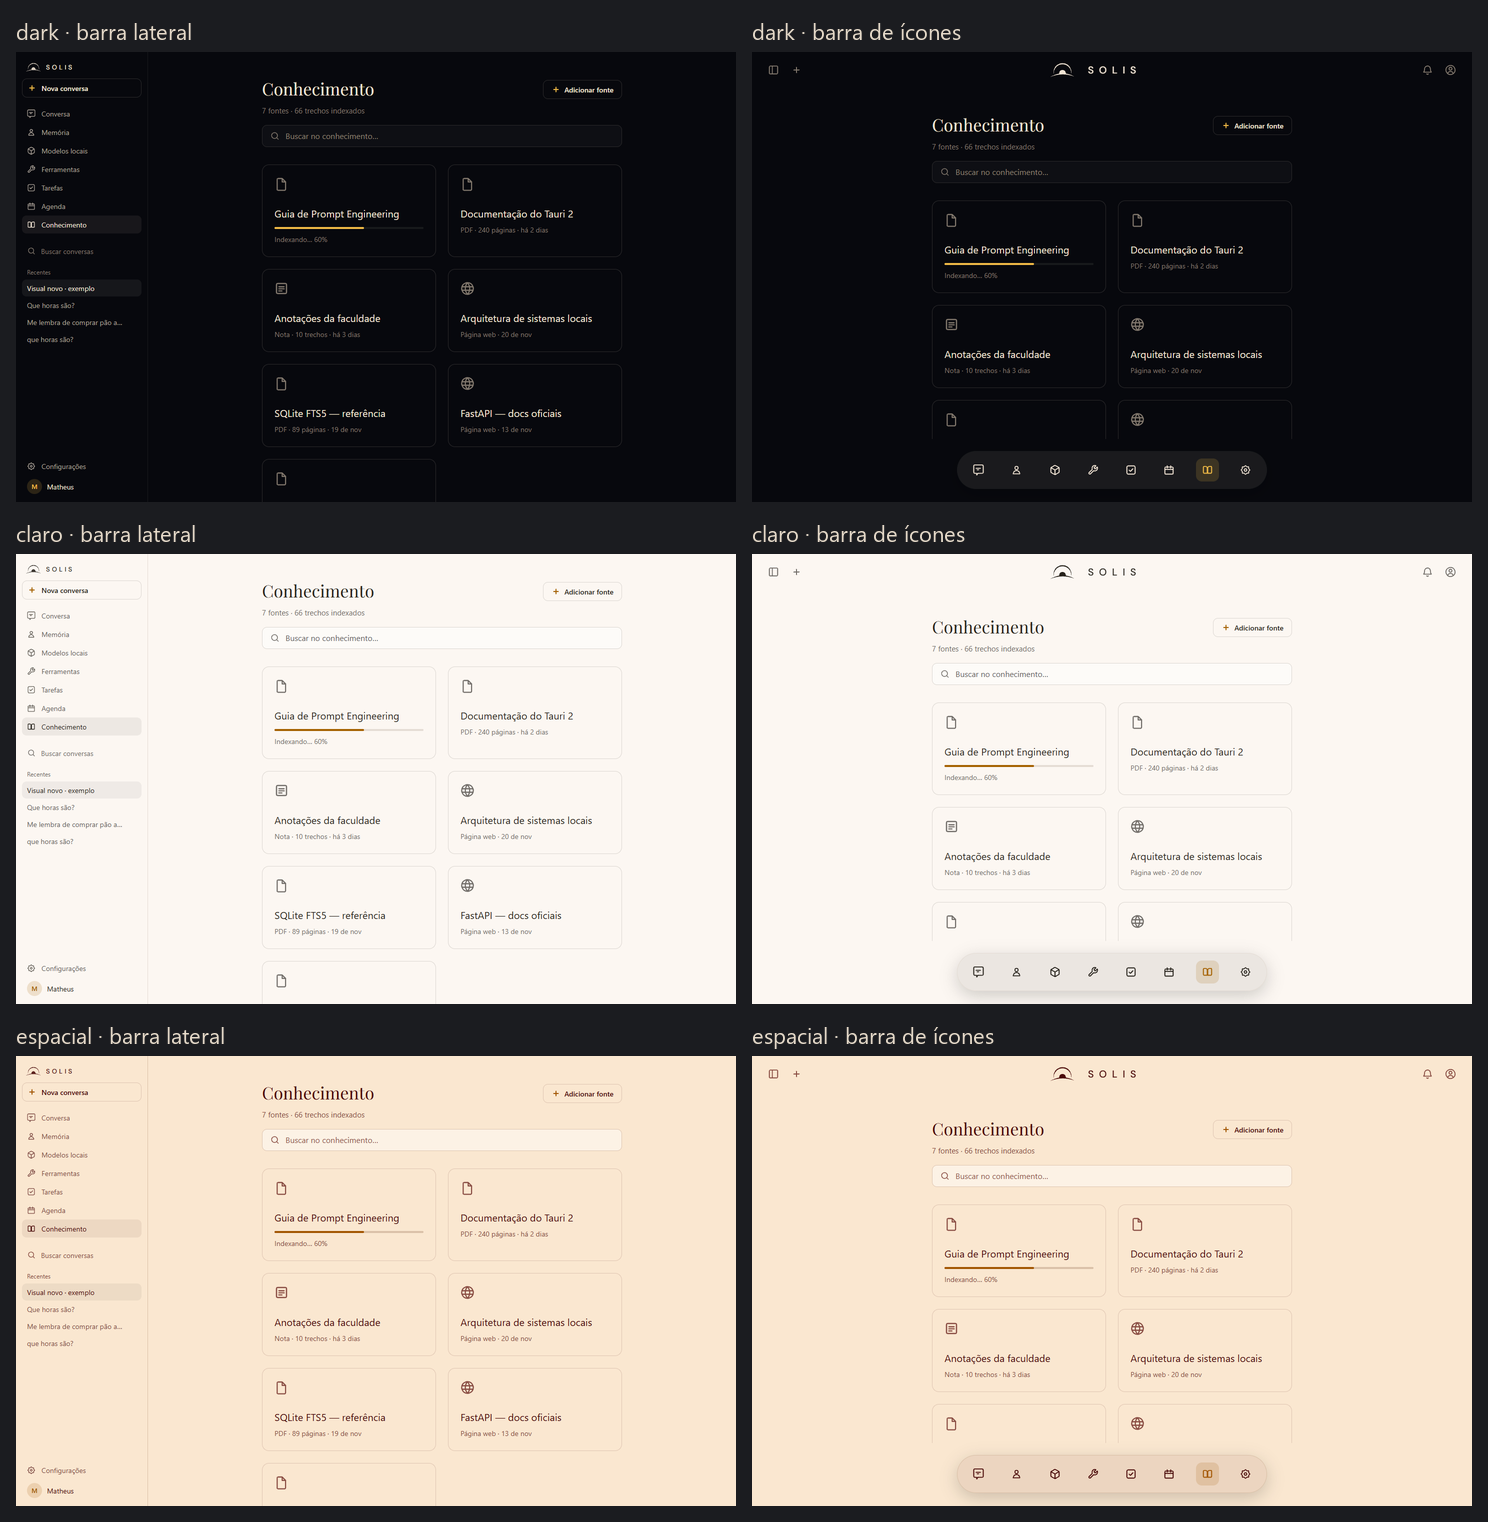 dark · barra lateral
SOLIS
Nova conversa
Conversa
Memória
Modelos locais
Ferramentas
Tarefas
Agenda
Conhecimento
Buscar conversas
Recentes
Visual novo · exemplo
Que horas são?
Me lembra de comprar pão a...
que horas são?
Configurações
M Matheus
Conhecimento
Adicionar fonte
7 fontes · 66 trechos indexados
Buscar no conhecimento...
Guia de Prompt Engineering
Indexando... 60%
Documentação do Tauri 2
PDF · 240 páginas · há 2 dias
Anotações da faculdade
Nota · 10 trechos · há 3 dias
Arquitetura de sistemas locais
Página web · 20 de nov
SQLite FTS5 — referência
PDF · 89 páginas · 19 de nov
FastAPI — docs oficiais
Página web · 13 de nov
dark · barra de ícones
SOLIS
Conhecimento
Adicionar fonte
7 fontes · 66 trechos indexados
Buscar no conhecimento...
Guia de Prompt Engineering
Indexando... 60%
Documentação do Tauri 2
PDF · 240 páginas · há 2 dias
Anotações da faculdade
Nota · 10 trechos · há 3 dias
Arquitetura de sistemas locais
Página web · 20 de nov
claro · barra lateral
SOLIS
Nova conversa
Conversa
Memória
Modelos locais
Ferramentas
Tarefas
Agenda
Conhecimento
Buscar conversas
Recentes
Visual novo · exemplo
Que horas são?
Me lembra de comprar pão a...
que horas são?
Configurações
M Matheus
Conhecimento
Adicionar fonte
7 fontes · 66 trechos indexados
Buscar no conhecimento...
Guia de Prompt Engineering
Indexando... 60%
Documentação do Tauri 2
PDF · 240 páginas · há 2 dias
Anotações da faculdade
Nota · 10 trechos · há 3 dias
Arquitetura de sistemas locais
Página web · 20 de nov
SQLite FTS5 — referência
PDF · 89 páginas · 19 de nov
FastAPI — docs oficiais
Página web · 13 de nov
claro · barra de ícones
SOLIS
Conhecimento
Adicionar fonte
7 fontes · 66 trechos indexados
Buscar no conhecimento...
Guia de Prompt Engineering
Indexando... 60%
Documentação do Tauri 2
PDF · 240 páginas · há 2 dias
Anotações da faculdade
Nota · 10 trechos · há 3 dias
Arquitetura de sistemas locais
Página web · 20 de nov
espacial · barra lateral
SOLIS
Nova conversa
Conversa
Memória
Modelos locais
Ferramentas
Tarefas
Agenda
Conhecimento
Buscar conversas
Recentes
Visual novo · exemplo
Que horas são?
Me lembra de comprar pão a...
que horas são?
Configurações
M Matheus
Conhecimento
Adicionar fonte
7 fontes · 66 trechos indexados
Buscar no conhecimento...
Guia de Prompt Engineering
Indexando... 60%
Documentação do Tauri 2
PDF · 240 páginas · há 2 dias
Anotações da faculdade
Nota · 10 trechos · há 3 dias
Arquitetura de sistemas locais
Página web · 20 de nov
SQLite FTS5 — referência
PDF · 89 páginas · 19 de nov
FastAPI — docs oficiais
Página web · 13 de nov
espacial · barra de ícones
SOLIS
Conhecimento
Adicionar fonte
7 fontes · 66 trechos indexados
Buscar no conhecimento...
Guia de Prompt Engineering
Indexando... 60%
Documentação do Tauri 2
PDF · 240 páginas · há 2 dias
Anotações da faculdade
Nota · 10 trechos · há 3 dias
Arquitetura de sistemas locais
Página web · 20 de nov